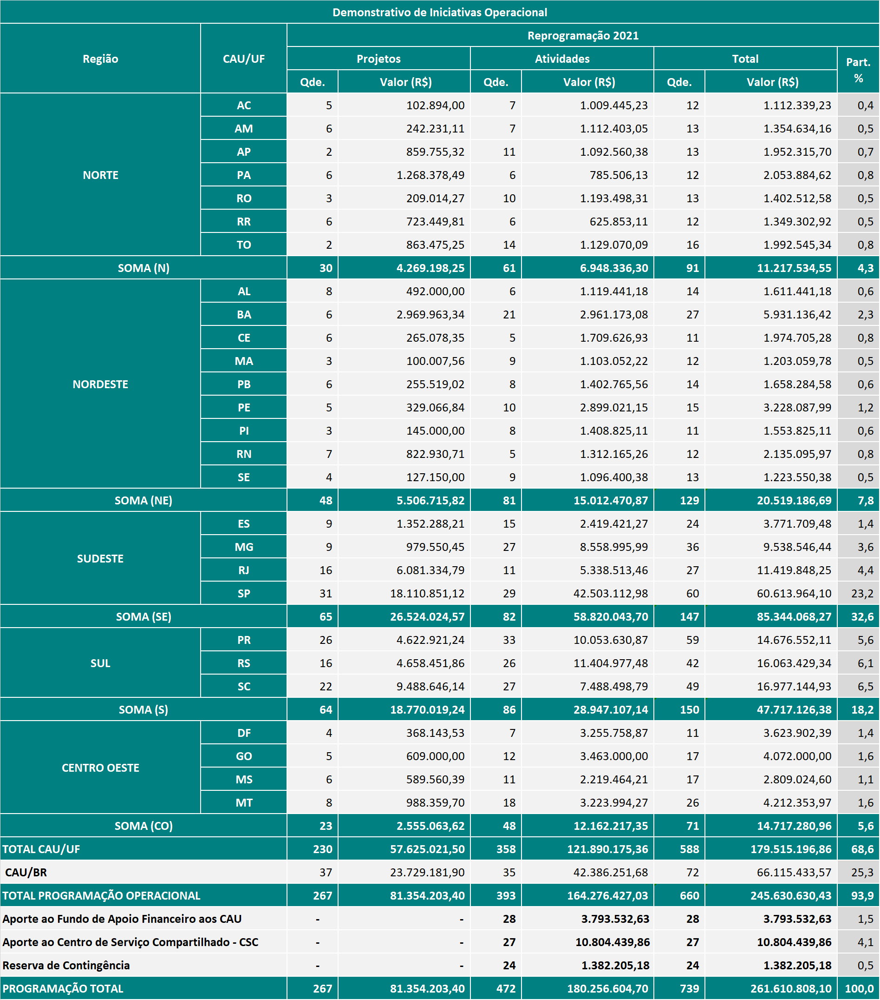 Demonstrativo de Iniciativas Operacional
Região CAU/UF Reprogramação 2021
Projetos Atividades Total Part. %
Qde. Valor (R$) Qde. Valor (R$) Qde. Valor (R$)
NORTE
AC 5 102.894,00 7 1.009.445,23 12 1.112.339,23 0,4
AM 6 242.231,11 7 1.112.403,05 13 1.354.634,16 0,5
AP 2 859.755,32 11 1.092.560,38 13 1.952.315,70 0,7
PA 6 1.268.378,49 6 785.506,13 12 2.053.884,62 0,8
RO 3 209.014,27 10 1.193.498,31 13 1.402.512,58 0,5
RR 6 723.449,81 6 625.853,11 12 1.349.302,92 0,5
TO 2 863.475,25 14 1.129.070,09 16 1.992.545,34 0,8
SOMA (N) 30 4.269.198,25 61 6.948.336,30 91 11.217.534,55 4,3
NORDESTE
AL 8 492.000,00 6 1.119.441,18 14 1.611.441,18 0,6
BA 6 2.969.963,34 21 2.961.173,08 27 5.931.136,42 2,3
CE 6 265.078,35 5 1.709.626,93 11 1.974.705,28 0,8
MA 3 100.007,56 9 1.103.052,22 12 1.203.059,78 0,5
PB 6 255.519,02 8 1.402.765,56 14 1.658.284,58 0,6
PE 5 329.066,84 10 2.899.021,15 15 3.228.087,99 1,2
PI 3 145.000,00 8 1.408.825,11 11 1.553.825,11 0,6
RN 7 822.930,71 5 1.312.165,26 12 2.135.095,97 0,8
SE 4 127.150,00 9 1.096.400,38 13 1.223.550,38 0,5
SOMA (NE) 48 5.506.715,82 81 15.012.470,87 129 20.519.186,69 7,8
SUDESTE
ES 9 1.352.288,21 15 2.419.421,27 24 3.771.709,48 1,4
MG 9 979.550,45 27 8.558.995,99 36 9.538.546,44 3,6
RJ 16 6.081.334,79 11 5.338.513,46 27 11.419.848,25 4,4
SP 31 18.110.851,12 29 42.503.112,98 60 60.613.964,10 23,2
SOMA (SE) 65 26.524.024,57 82 58.820.043,70 147 85.344.068,27 32,6
SUL
PR 26 4.622.921,24 33 10.053.630,87 59 14.676.552,11 5,6
RS 16 4.658.451,86 26 11.404.977,48 42 16.063.429,34 6,1
SC 22 9.488.646,14 27 7.488.498,79 49 16.977.144,93 6,5
SOMA (S) 64 18.770.019,24 86 28.947.107,14 150 47.717.126,38 18,2
CENTRO OESTE
DF 4 368.143,53 7 3.255.758,87 11 3.623.902,39 1,4
GO 5 609.000,00 12 3.463.000,00 17 4.072.000,00 1,6
MS 6 589.560,39 11 2.219.464,21 17 2.809.024,60 1,1
MT 8 988.359,70 18 3.223.994,27 26 4.212.353,97 1,6
SOMA (CO) 23 2.555.063,62 48 12.162.217,35 71 14.717.280,96 5,6
TOTAL CAU/UF 230 57.625.021,50 358 121.890.175,36 588 179.515.196,86 68,6
CAU/BR 37 23.729.181,90 35 42.386.251,68 72 66.115.433,57 25,3
TOTAL PROGRAMAÇÃO OPERACIONAL 267 81.354.203,40 393 164.276.427,03 660 245.630.630,43 93,9
Aporte ao Fundo de Apoio Financeiro aos CAU - - 28 3.793.532,63 28 3.793.532,63 1,5
Aporte ao Centro de Serviço Compartilhado - CSC - - 27 10.804.439,86 27 10.804.439,86 4,1
Reserva de Contingência - - 24 1.382.205,18 24 1.382.205,18 0,5
PROGRAMAÇÃO TOTAL 267 81.354.203,40 472 180.256.604,70 739 261.610.808,10 100,0